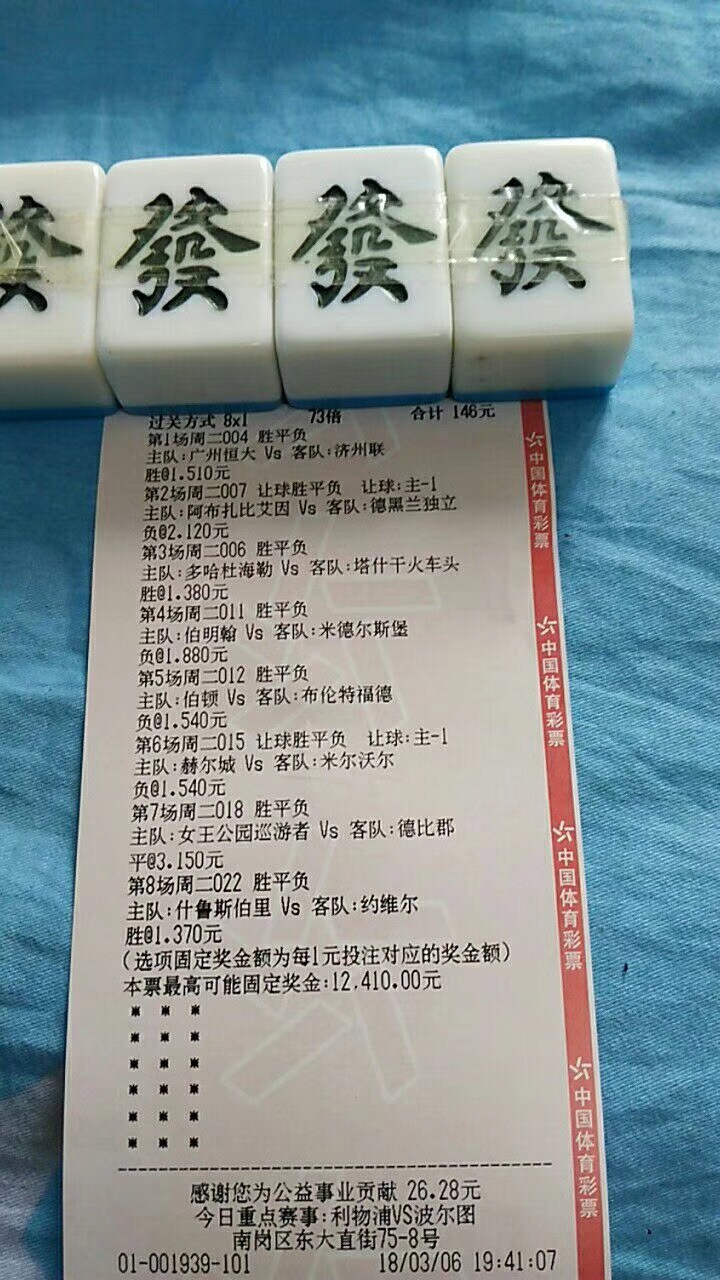 發 發 發 發
过关方式 8x1 73倍 合计 146元
第1场周二004 胜平负
主队:广州恒大 Vs 客队:济州联
胜@1.510元
第2场周二007 让球胜平负 让球:主-1
主队:阿布扎比艾因 Vs 客队:德黑兰独立
负@2.120元
第3场周二006 胜平负
主队:多哈杜海勒 Vs 客队:塔什干火车头
胜@1.380元
第4场周二011 胜平负
主队:伯明翰 Vs 客队:米德尔斯堡
负@1.880元
第5场周二012 胜平负
主队:伯顿 Vs 客队:布伦特福德
负@1.540元
第6场周二015 让球胜平负 让球:主-1
主队:赫尔城 Vs 客队:米尔沃尔
负@1.540元
第7场周二018 胜平负
主队:女王公园巡游者 Vs 客队:德比郡
平@3.150元
第8场周二022 胜平负
主队:什鲁斯伯里 Vs 客队:约维尔
胜@1.370元
(选项固定奖金额为每1元投注对应的奖金额)
本票最高可能固定奖金:12,410.00元
※ ※ ※
※ ※ ※
※ ※ ※
※ ※ ※
※ ※ ※
※ ※ ※
感谢您为公益事业贡献 26.28元
今日重点赛事:利物浦VS波尔图
南岗区东大直街75-8号
01-001939-101 18/03/06 19:41:07
中国体育彩票
中国体育彩票
中国体育彩票
中国体育彩票